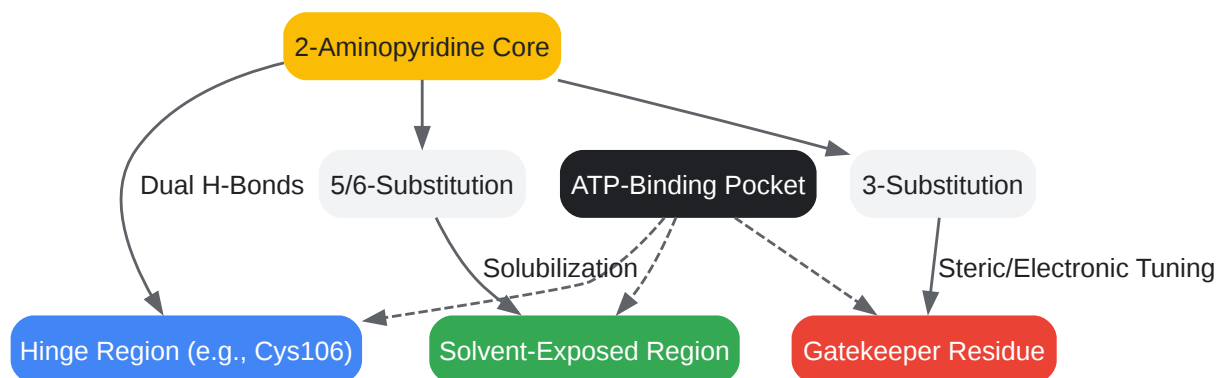 2-Aminopyridine Core
Dual H-Bonds
5/6-Substitution
ATP-Binding Pocket
3-Substitution
Solubilization
Steric/Electronic Tuning
Hinge Region (e.g., Cys106)
Solvent-Exposed Region
Gatekeeper Residue